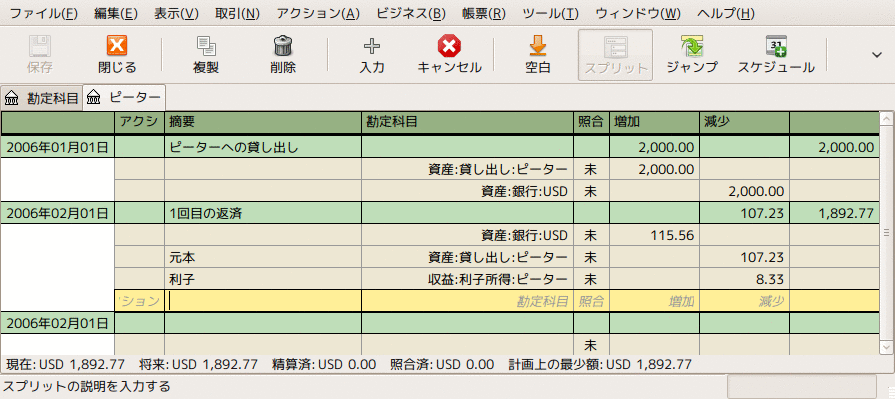 ファイル(F) 編集(E) 表示(V) 取引(N) アクション(A) ビジネス(B) 帳票(R) ツール(T) ウィンドウ(W) ヘルプ(H)
保存 閉じる 複製 削除 入力 キャンセル 空白 スプリット ジャンプ スケジュール
勘定科目 ピーター
アクシ 摘要 勘定科目 照合 増加 減少
2006年01月01日 ピーターへの貸し出し 2,000.00 2,000.00
資産:貸し出し:ピーター 未 2,000.00
資産:銀行:USD 未 2,000.00
2006年02月01日 1回目の返済 107.23 1,892.77
資産:銀行:USD 未 115.56
元本 資産:貸し出し:ピーター 未 107.23
利子 収益:利子所得:ピーター 未 8.33
ション 勘定科目 照合 増加 減少
2006年02月01日
未
現在: USD 1,892.77 将来: USD 1,892.77 精算済: USD 0.00 照合済: USD 0.00 計画上の最少額: USD 1,892.77
スプリットの説明を入力する